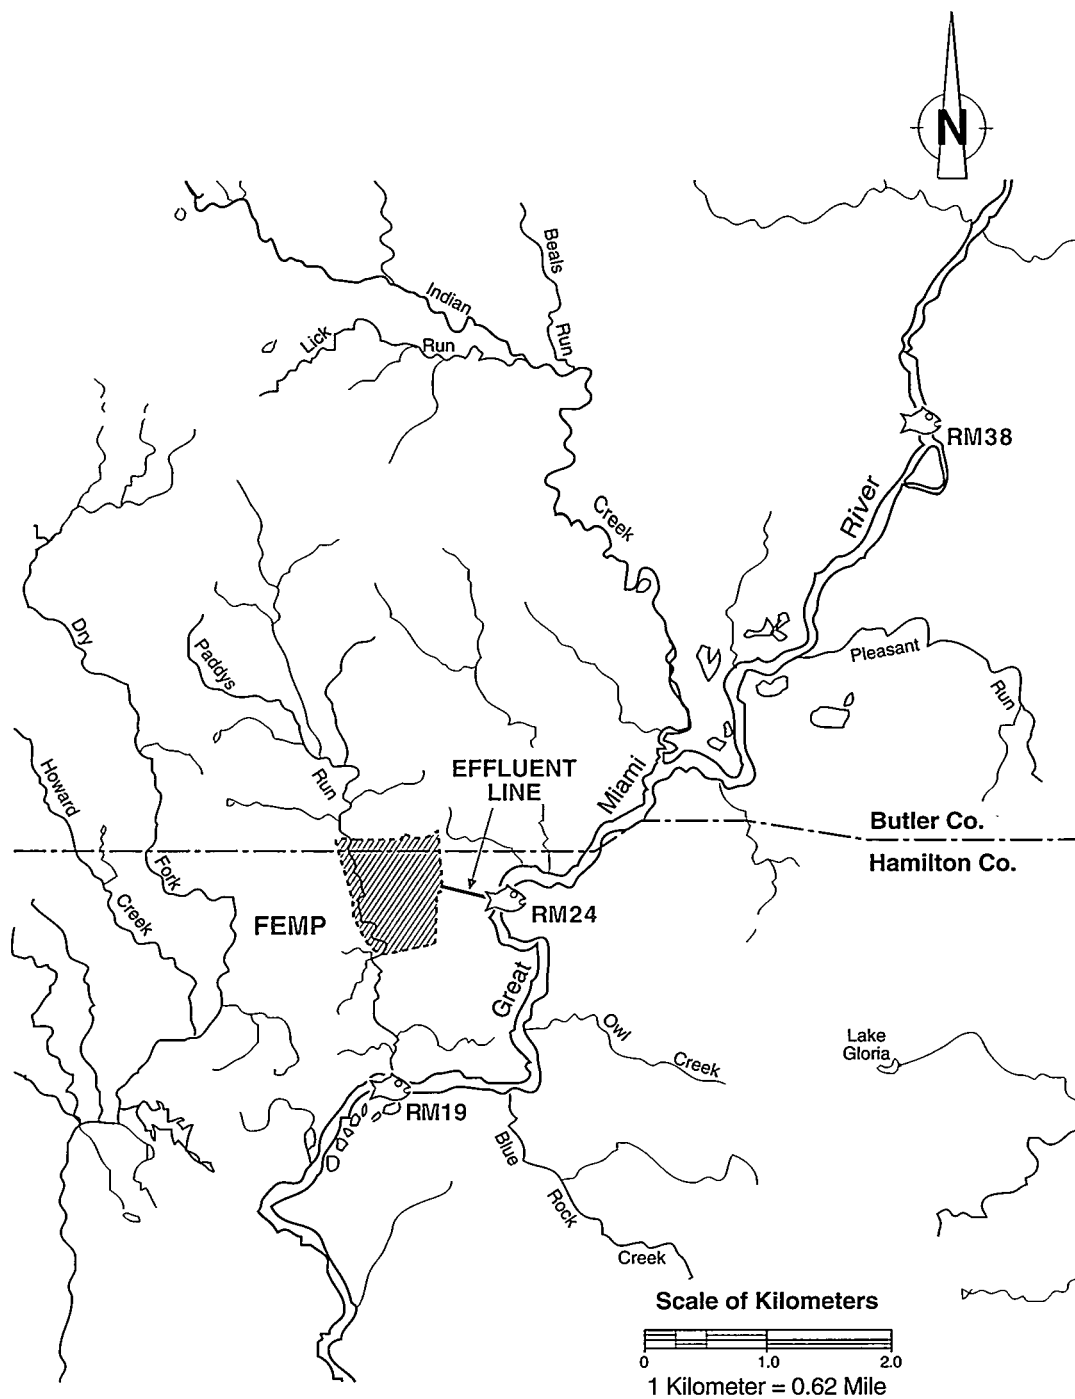 N
Beals
Run
Indian
Lick
Run
RM38
River
Creek
Dry
Paddys
Pleasant
Run
Howard
Run
EFFLUENT
LINE
Miami
Butler Co.
Hamilton Co.
Fork
Creek
FEMP
RM24
Great
Owl
Creek
Lake
Gloria
RM19
Blue
Rock
Creek
Scale of Kilometers
0 1.0 2.0
1 Kilometer = 0.62 Mile